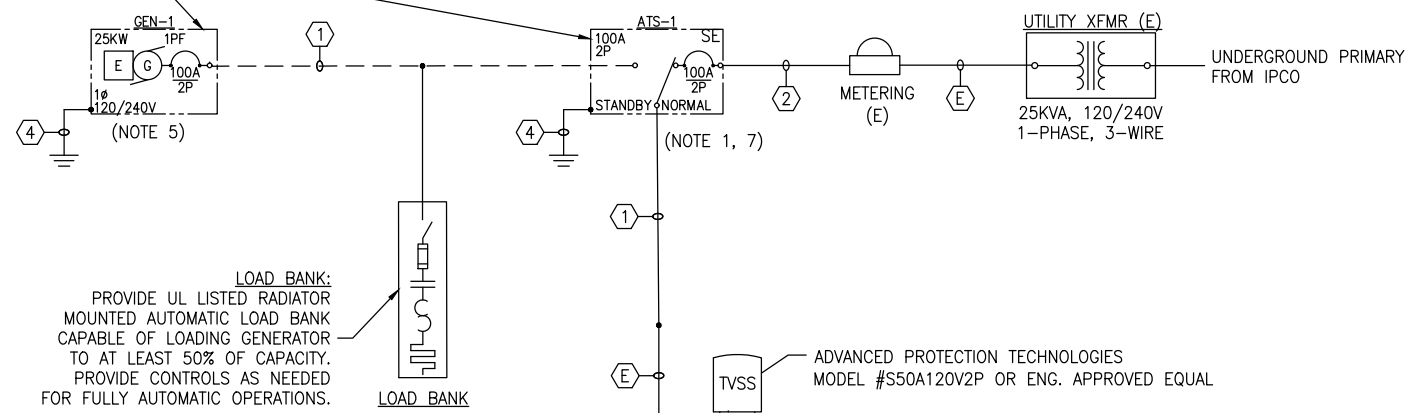 GEN-1
25KW
1PF
E
G
100A
2P
1ø
120/240V
(NOTE 5)
4
1
ATS-1
100A
2P
SE
100A
2P
STANDBY
NORMAL
(NOTE 1, 7)
4
2
METERING
(E)
E
UTILITY XFMR (E)
25KVA, 120/240V
1-PHASE, 3-WIRE
UNDERGROUND PRIMARY
FROM IPCO
1
LOAD BANK:
PROVIDE UL LISTED RADIATOR
MOUNTED AUTOMATIC LOAD BANK
CAPABLE OF LOADING GENERATOR
TO AT LEAST 50% OF CAPACITY.
PROVIDE CONTROLS AS NEEDED
FOR FULLY AUTOMATIC OPERATIONS.
LOAD BANK
E
TVSS
ADVANCED PROTECTION TECHNOLOGIES
MODEL #S50A120V2P OR ENG. APPROVED EQUAL